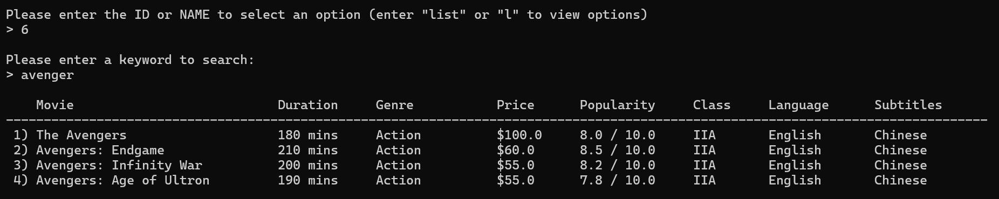 Please enter the ID or NAME to select an option (enter "list" or "l" to view options)
> 6
Please enter a keyword to search:
> avenger
Movie Duration Genre Price Popularity Class Language Subtitles
1) The Avengers 180 mins Action $100.0 8.0 / 10.0 IIA English Chinese
2) Avengers: Endgame 210 mins Action $60.0 8.5 / 10.0 IIA English Chinese
3) Avengers: Infinity War 200 mins Action $55.0 8.2 / 10.0 IIA English Chinese
4) Avengers: Age of Ultron 190 mins Action $55.0 7.8 / 10.0 IIA English Chinese